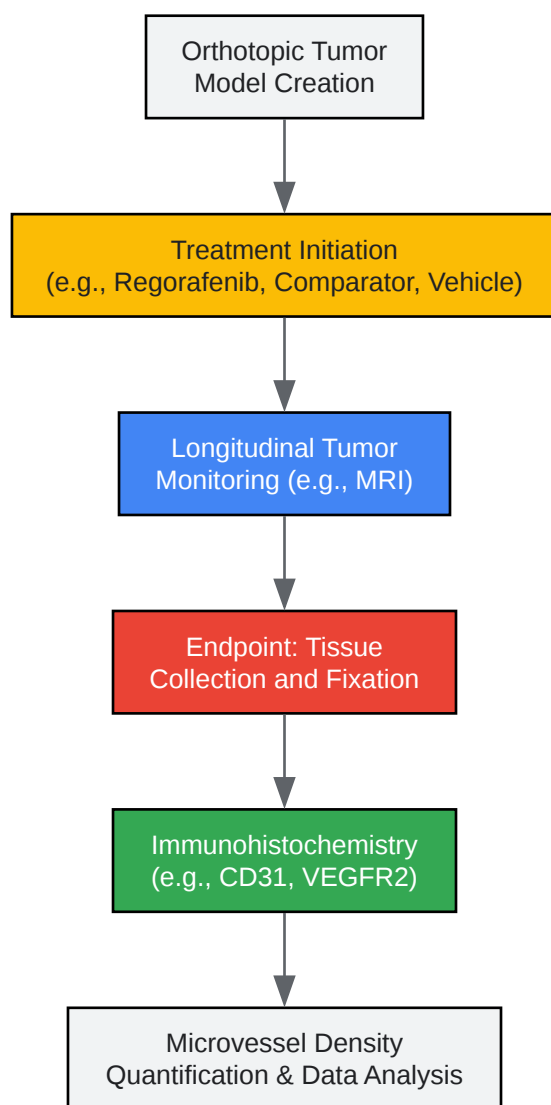 Orthotopic Tumor
Model Creation
Treatment Initiation
(e.g., Regorafenib, Comparator, Vehicle)
Longitudinal Tumor
Monitoring (e.g., MRI)
Endpoint: Tissue
Collection and Fixation
Immunohistochemistry
(e.g., CD31, VEGFR2)
Microvessel Density
Quantification & Data Analysis